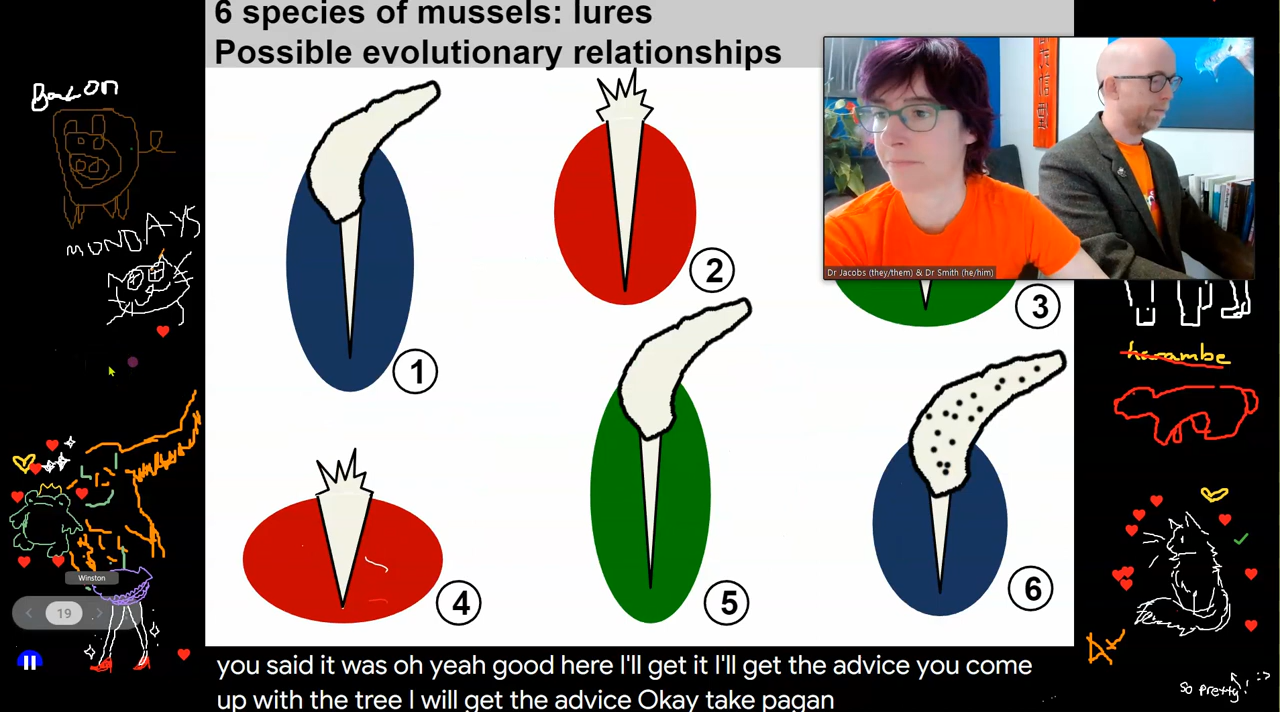 6 species of mussels: lures
Possible evolutionary relationships
Bacon
MONDAYS
Dr Jacobs (they/them) & Dr Smith (he/him)
1
2
3
harambe
4
5
6
Winston
19
A+
so pretty! :>
you said it was oh yeah good here I'll get it I'll get the advice you come
up with the tree I will get the advice Okay take pagan